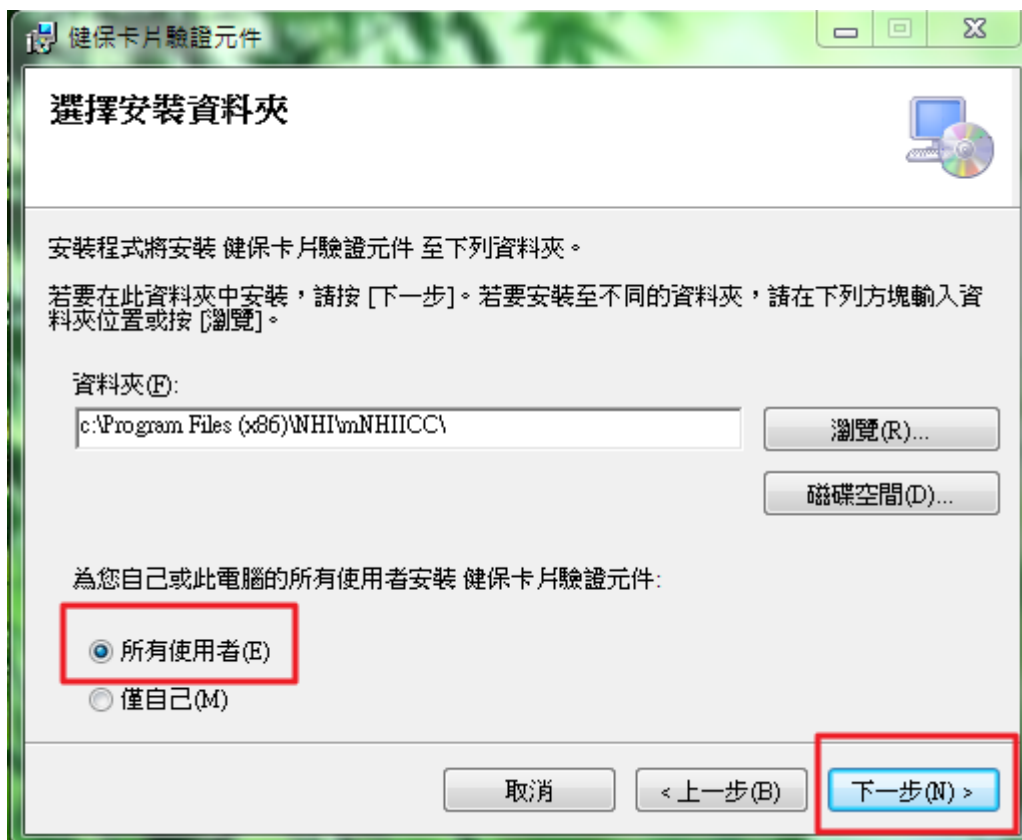 健保卡片驗證元件
選擇安裝資料夾
安裝程式將安裝 健保卡片驗證元件 至下列資料夾。
若要在此資料夾中安裝，請按 [下一步]。若要安裝至不同的資料夾，請在下列方塊輸入資
料夾位置或按 [瀏覽]。
資料夾(F):
c:\Program Files (x86)\NHI\mNHIICC\
瀏覽(R)...
磁碟空間(D)...
為您自己或此電腦的所有使用者安裝 健保卡片驗證元件:
所有使用者(E)
僅自己(M)
取消
< 上一步(B)
下一步(N) >